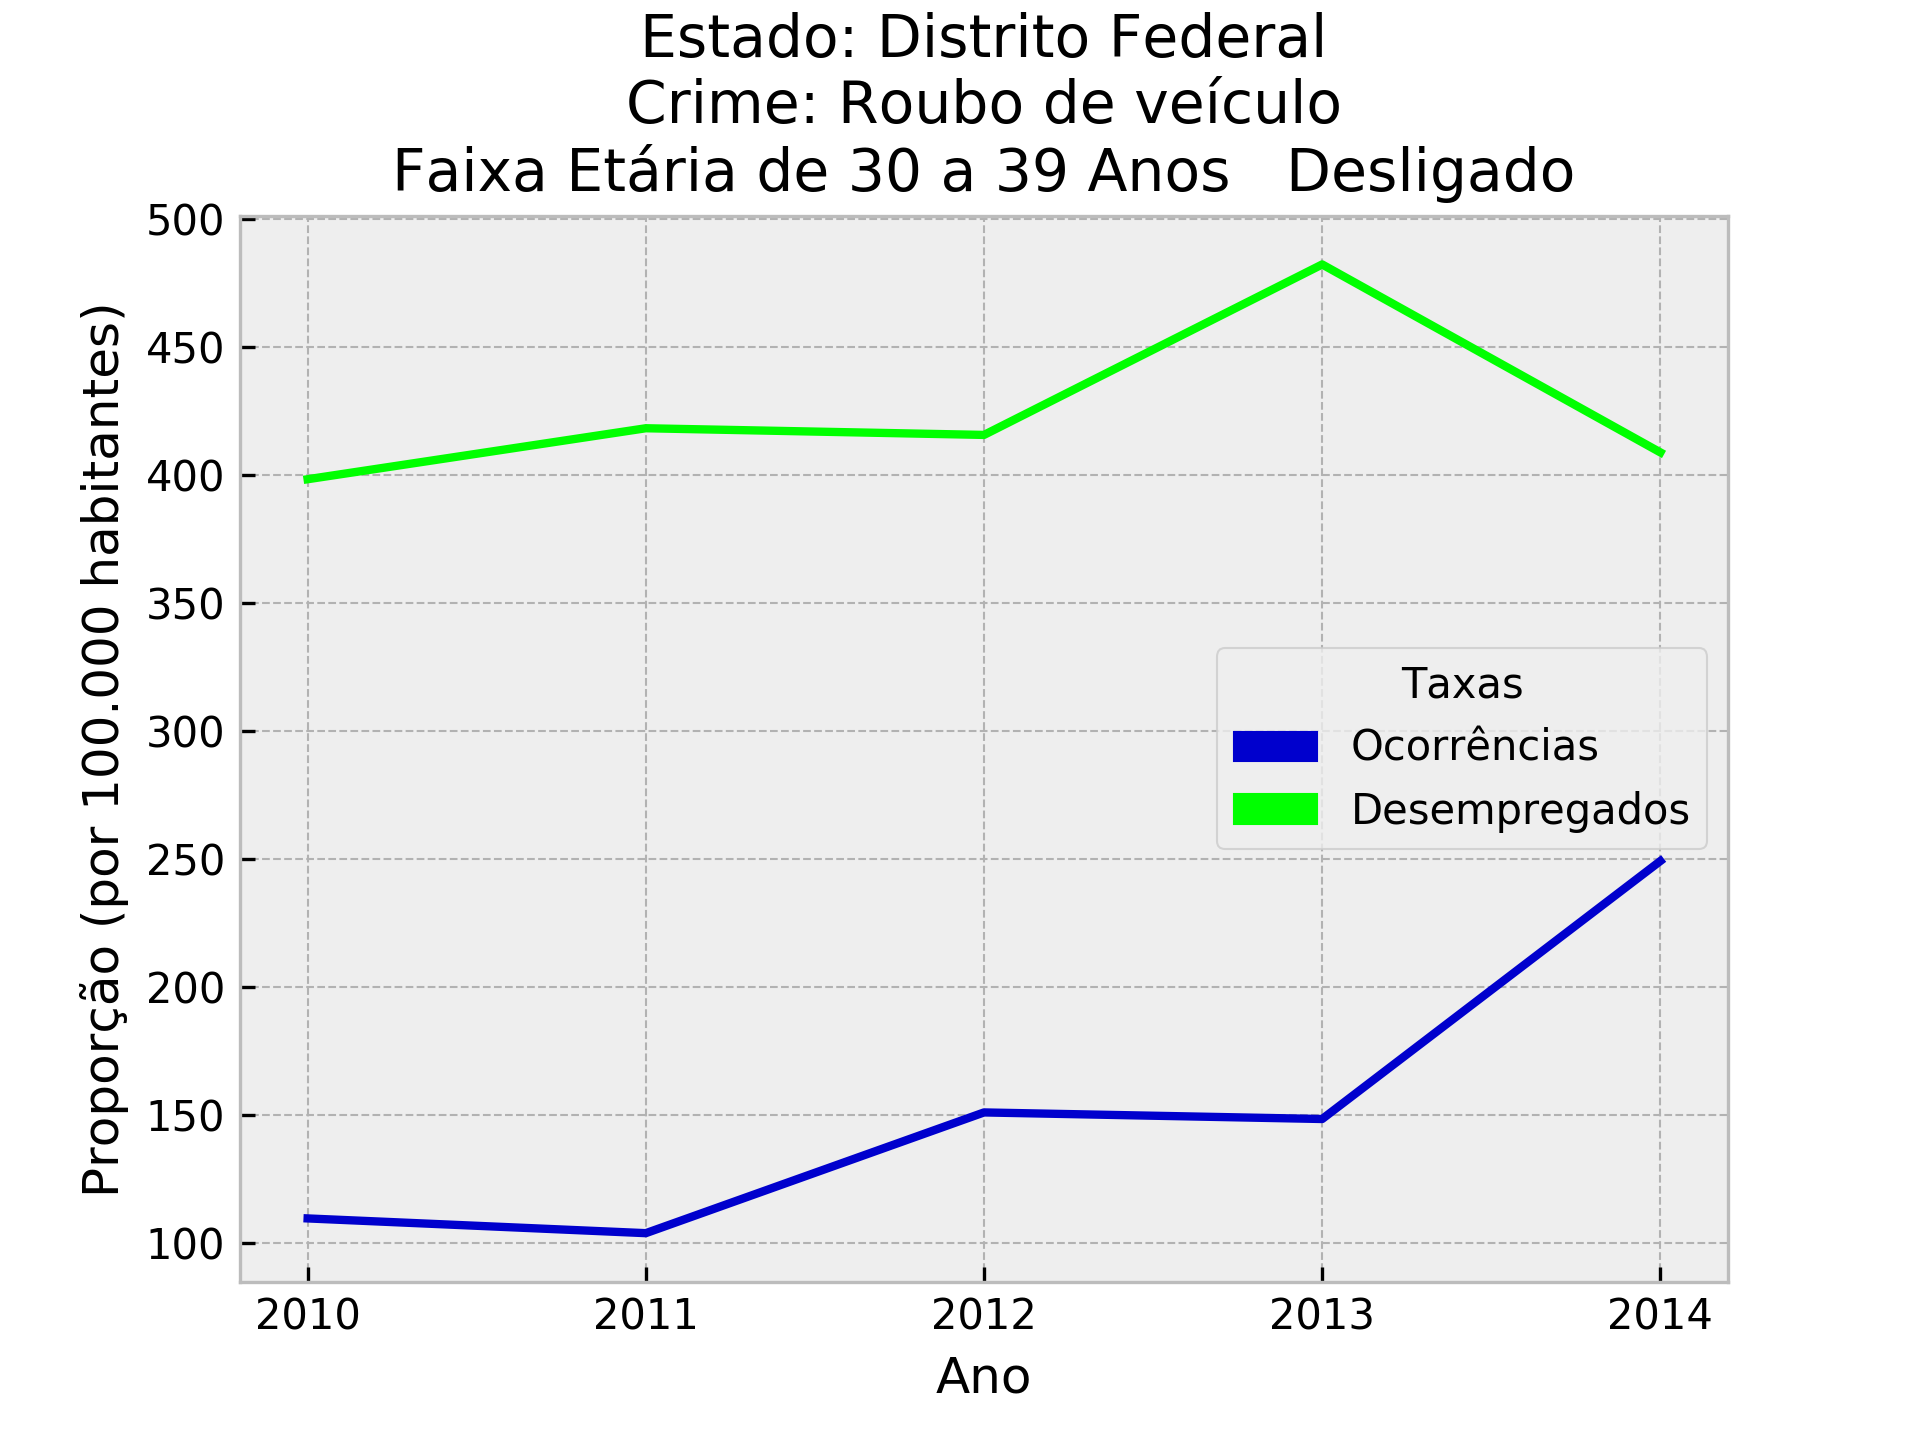 Estado: Distrito Federal
Crime: Roubo de veículo
Faixa Etária de 30 a 39 Anos   Desligado
500
450
400
350
300
250
200
150
100
Proporção (por 100.000 habitantes)
Taxas
Ocorrências
Desempregados
2010 2011 2012 2013 2014
Ano